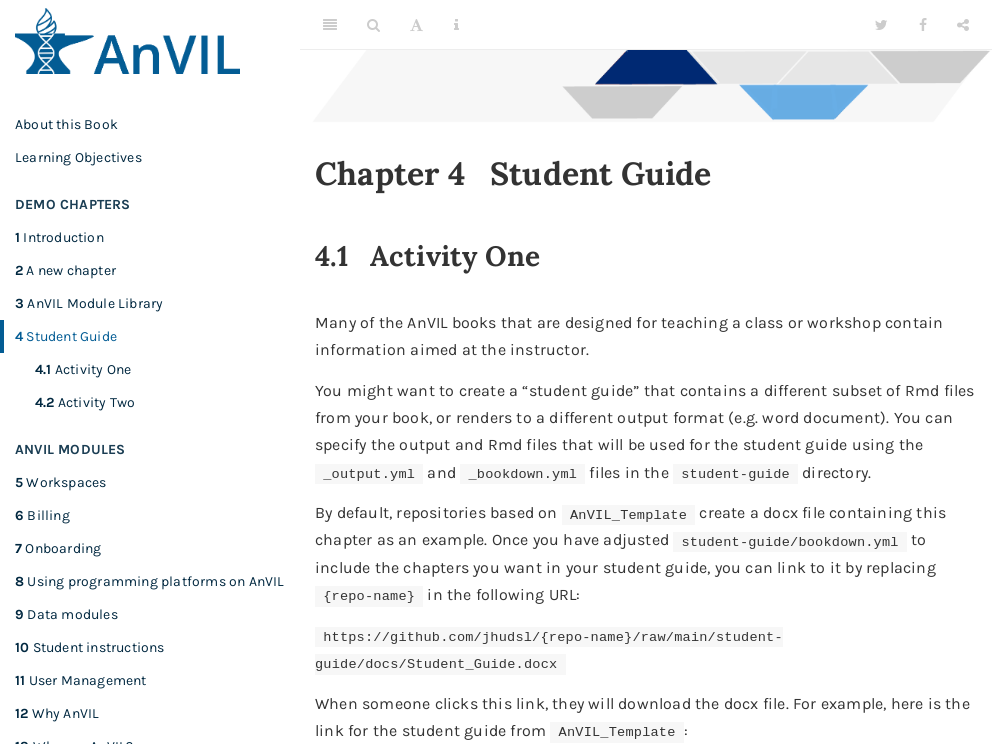 AnVIL
About this Book
Learning Objectives
DEMO CHAPTERS
1 Introduction
2 A new chapter
3 AnVIL Module Library
4 Student Guide
4.1 Activity One
4.2 Activity Two
ANVIL MODULES
5 Workspaces
6 Billing
7 Onboarding
8 Using programming platforms on AnVIL
9 Data modules
10 Student instructions
11 User Management
12 Why AnVIL
Chapter 4 Student Guide
4.1 Activity One
Many of the AnVIL books that are designed for teaching a class or workshop contain
information aimed at the instructor.
You might want to create a “student guide” that contains a different subset of Rmd files
from your book, or renders to a different output format (e.g. word document). You can
specify the output and Rmd files that will be used for the student guide using the
_output.yml and _bookdown.yml files in the student-guide directory.
By default, repositories based on AnVIL_Template create a docx file containing this
chapter as an example. Once you have adjusted student-guide/bookdown.yml to
include the chapters you want in your student guide, you can link to it by replacing
{repo-name} in the following URL:
https://github.com/jhudsl/{repo-name}/raw/main/student-
guide/docs/Student_Guide.docx
When someone clicks this link, they will download the docx file. For example, here is the
link for the student guide from AnVIL_Template :